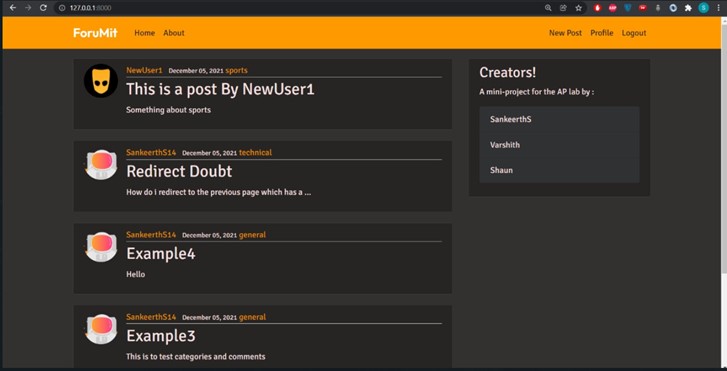 127.0.0.1:8000
ForuMit Home About New Post Profile Logout
NewUser1 December 05, 2021 sports
This is a post By NewUser1
Something about sports
SankeerthS14 December 05, 2021 technical
Redirect Doubt
How do i redirect to the previous page which has a ...
SankeerthS14 December 05, 2021 general
Example4
Hello
SankeerthS14 December 05, 2021 general
Example3
This is to test categories and comments
Creators!
A mini-project for the AP lab by :
SankeerthS
Varshith
Shaun